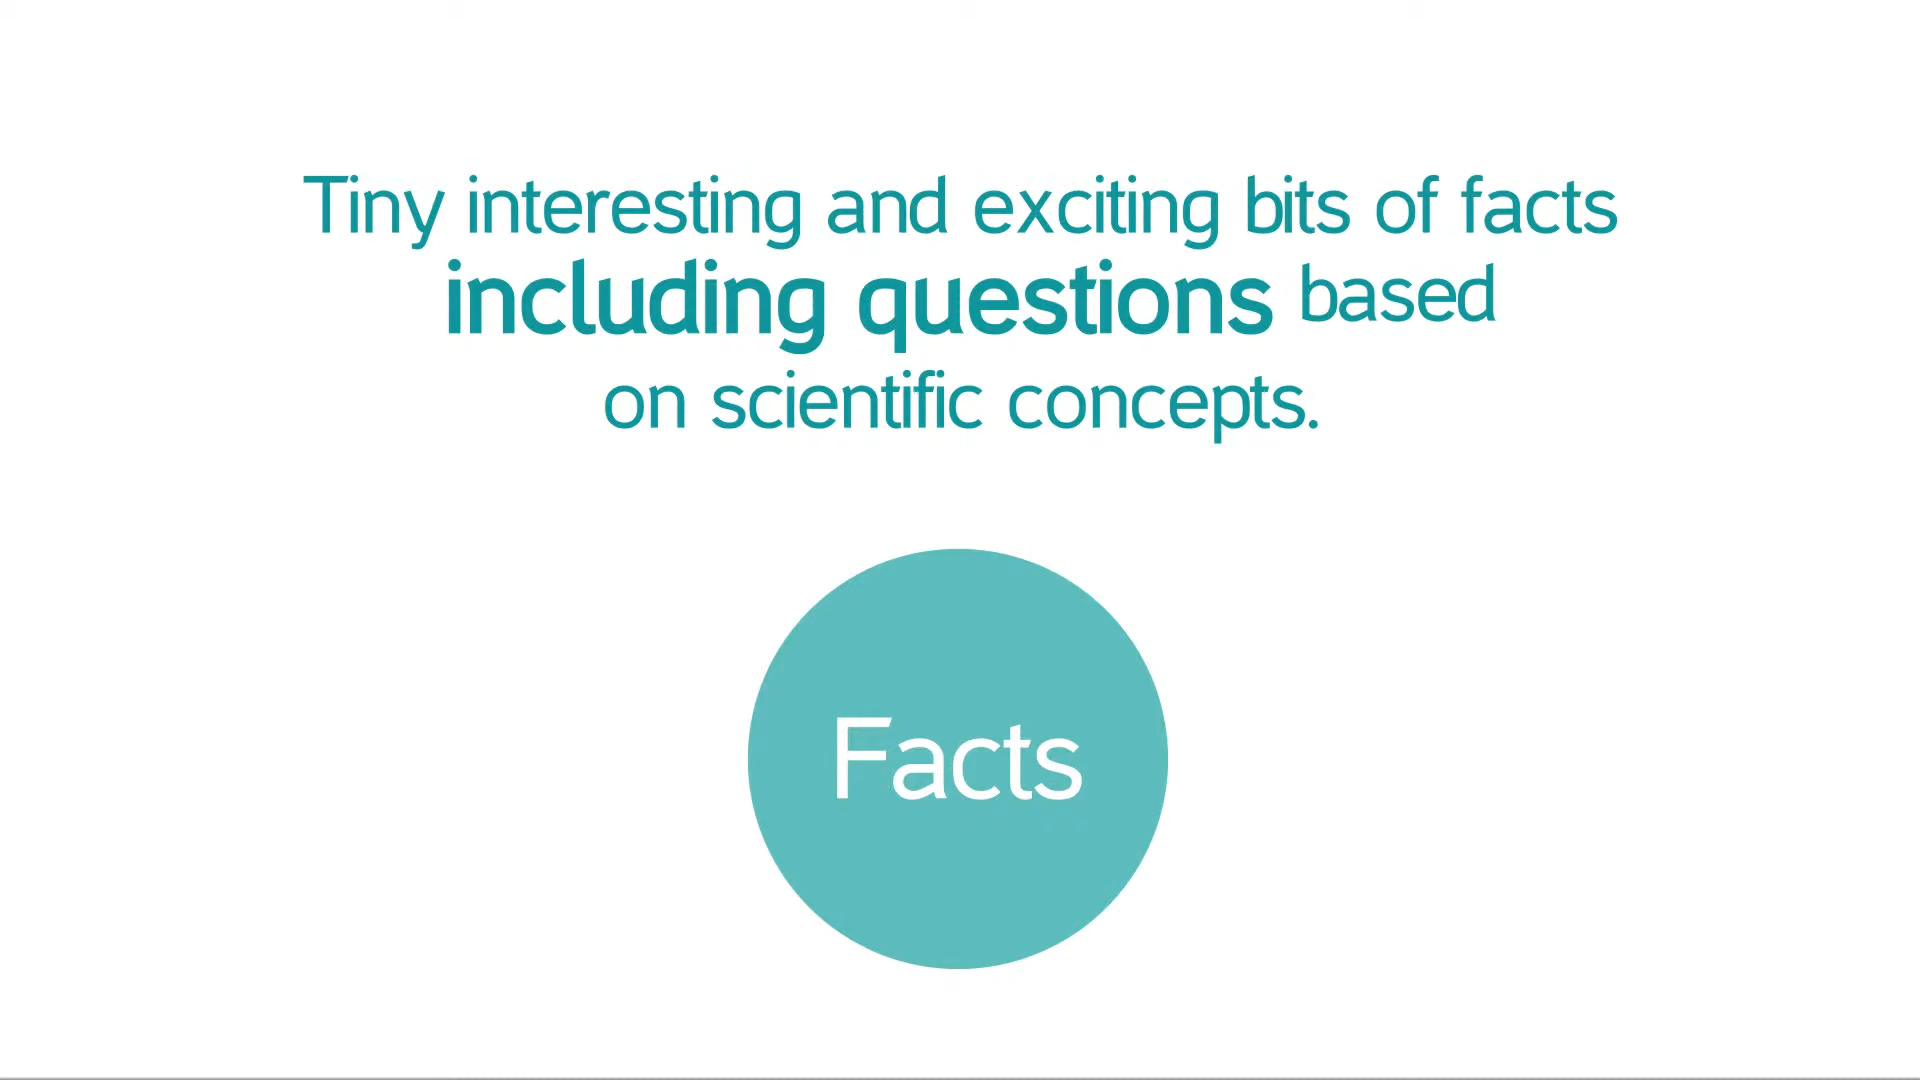 Tiny interesting and exciting bits of facts
including questions based
on scientific concepts.
Facts